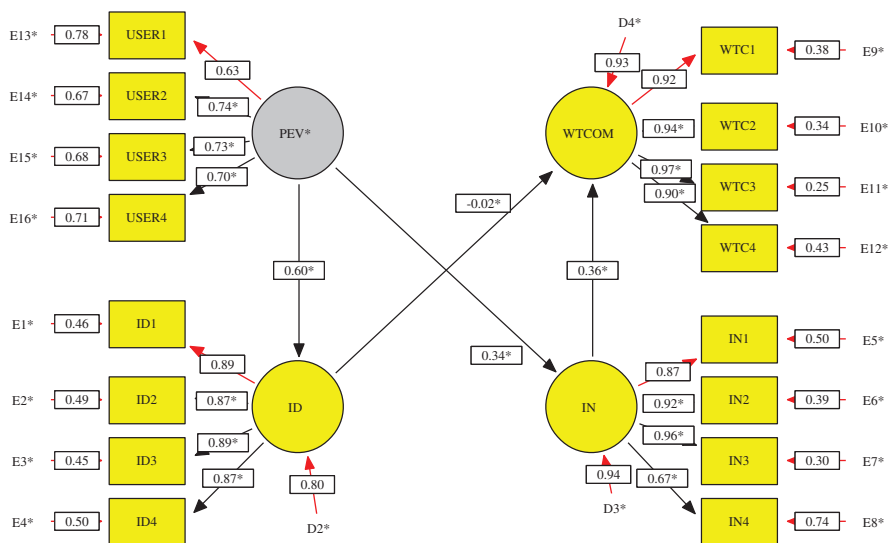 E13* 0.78 USER1
0.63
E14* 0.67 USER2
0.74*
E15* 0.68 USER3
0.73*
0.70*
E16* 0.71 USER4
PEV*
D4*
0.93
0.92
WTC1 0.38 E9*
WTCOM
0.94*
WTC2 0.34 E10*
0.97*
WTC3 0.25 E11*
0.90*
WTC4 0.43 E12*
-0.02*
0.60*
0.36*
0.34*
E1* 0.46 ID1
0.89
E2* 0.49 ID2
0.87*
ID
E3* 0.45 ID3
0.89*
0.87*
E4* 0.50 ID4
0.80
D2*
IN1 0.50 E5*
0.87
IN
0.92*
IN2 0.39 E6*
0.96*
IN3 0.30 E7*
0.67*
IN4 0.74 E8*
0.94
D3*